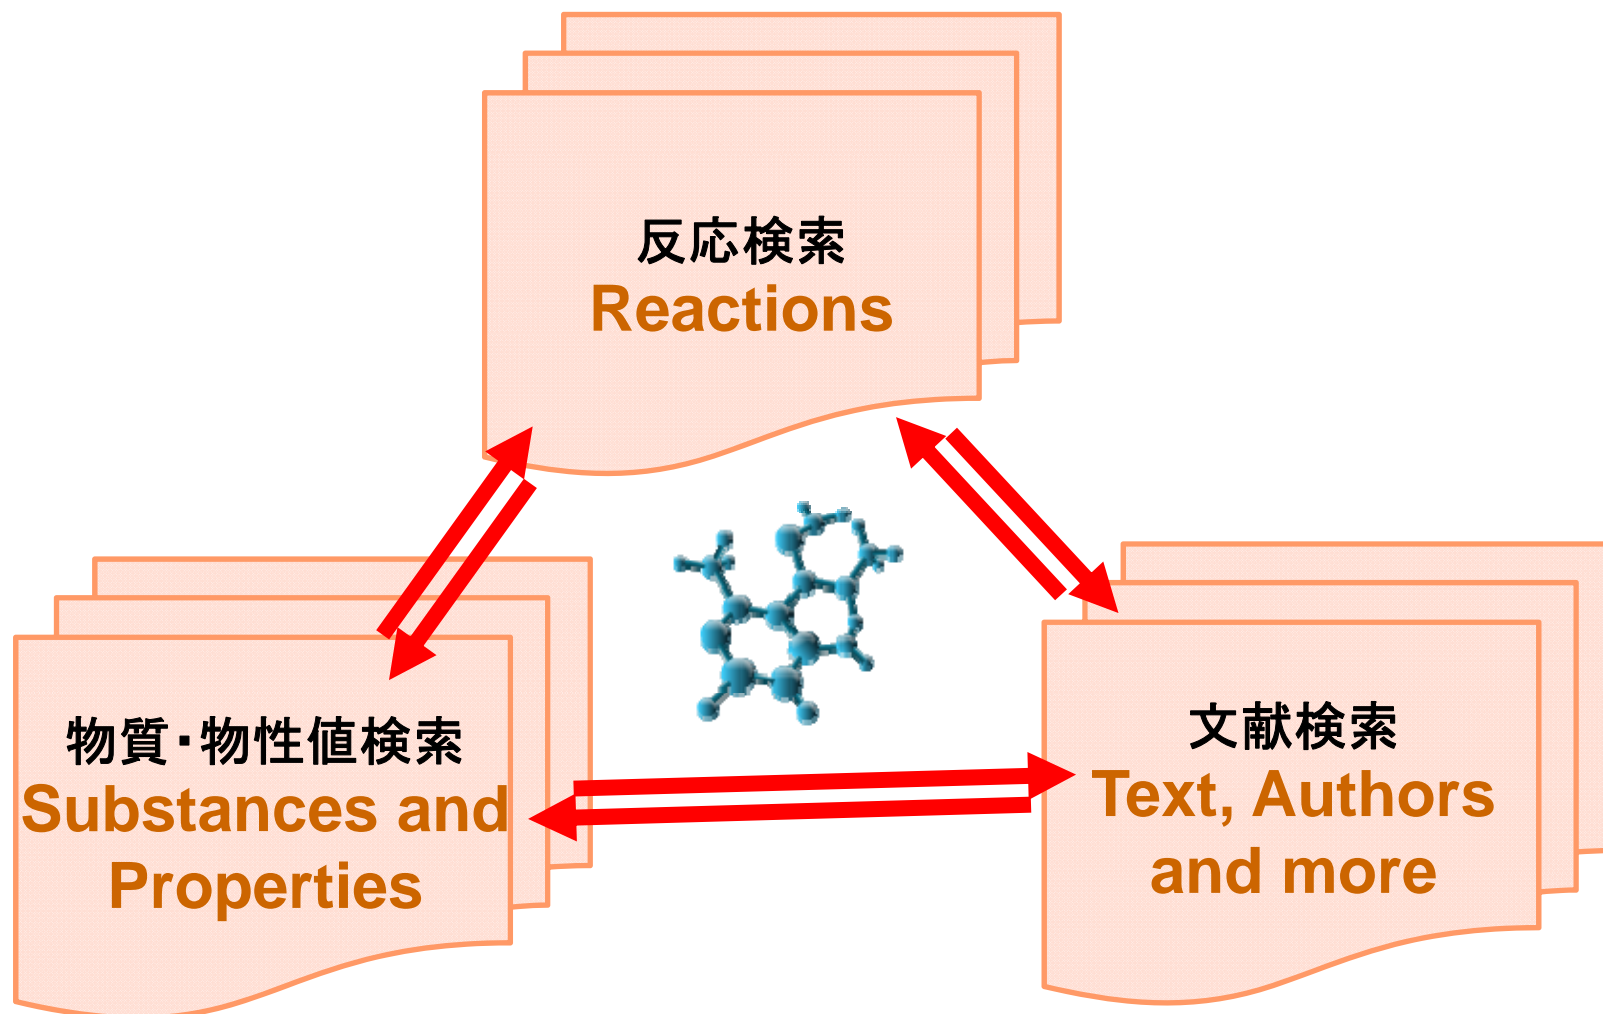 反応検索
Reactions
物質・物性値検索
Substances and
Properties
文献検索
Text, Authors
and more